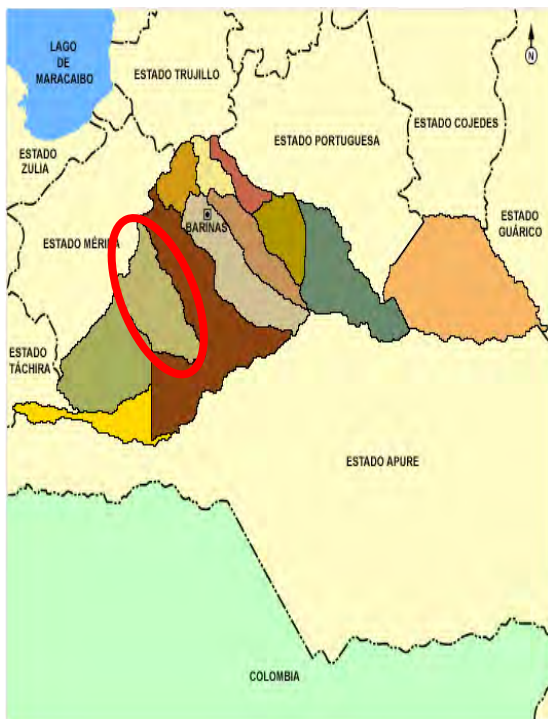 LAGO
DE
MARACAIBO
ESTADO TRUJILLO
N
ESTADO COJEDES
ESTADO PORTUGUESA
ESTADO
ZULIA
ESTADO
GUÁRICO
BARINAS
ESTADO MÉRIDA
ESTADO
TÁCHIRA
ESTADO APURE
COLOMBIA